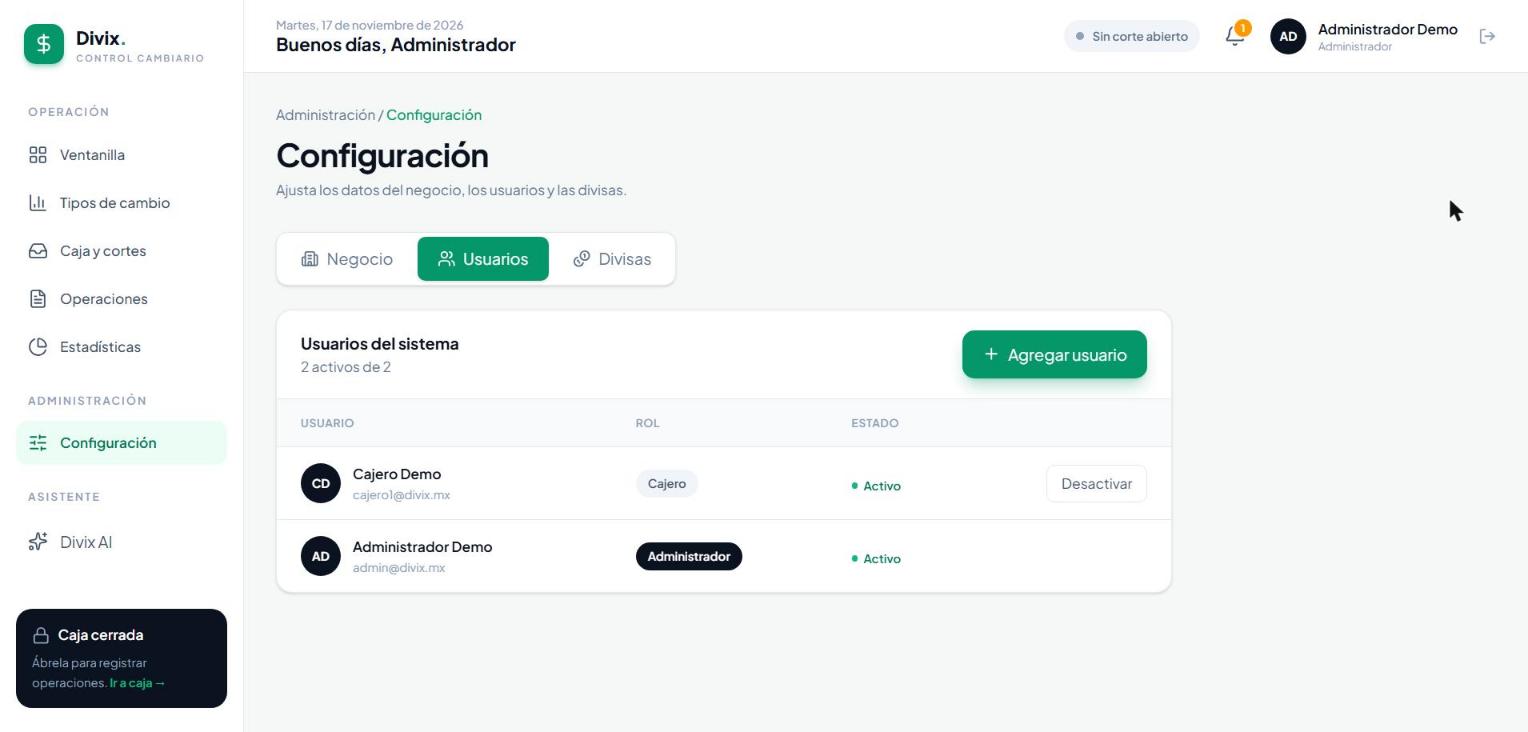 Divix.
CONTROL CAMBIARIO
OPERACIÓN
Ventanilla
Tipos de cambio
Caja y cortes
Operaciones
Estadísticas
ADMINISTRACIÓN
Configuración
ASISTENTE
Divix AI
Caja cerrada
Ábrela para registrar
operaciones. Ir a caja →
Martes, 17 de noviembre de 2026
Buenos días, Administrador
Sin corte abierto
1
AD
Administrador Demo
Administrador
Administración / Configuración
Configuración
Ajusta los datos del negocio, los usuarios y las divisas.
Negocio
Usuarios
Divisas
Usuarios del sistema
2 activos de 2
+ Agregar usuario
USUARIO ROL ESTADO
CD
Cajero Demo
cajero1@divix.mx
Cajero
Activo
Desactivar
AD
Administrador Demo
admin@divix.mx
Administrador
Activo